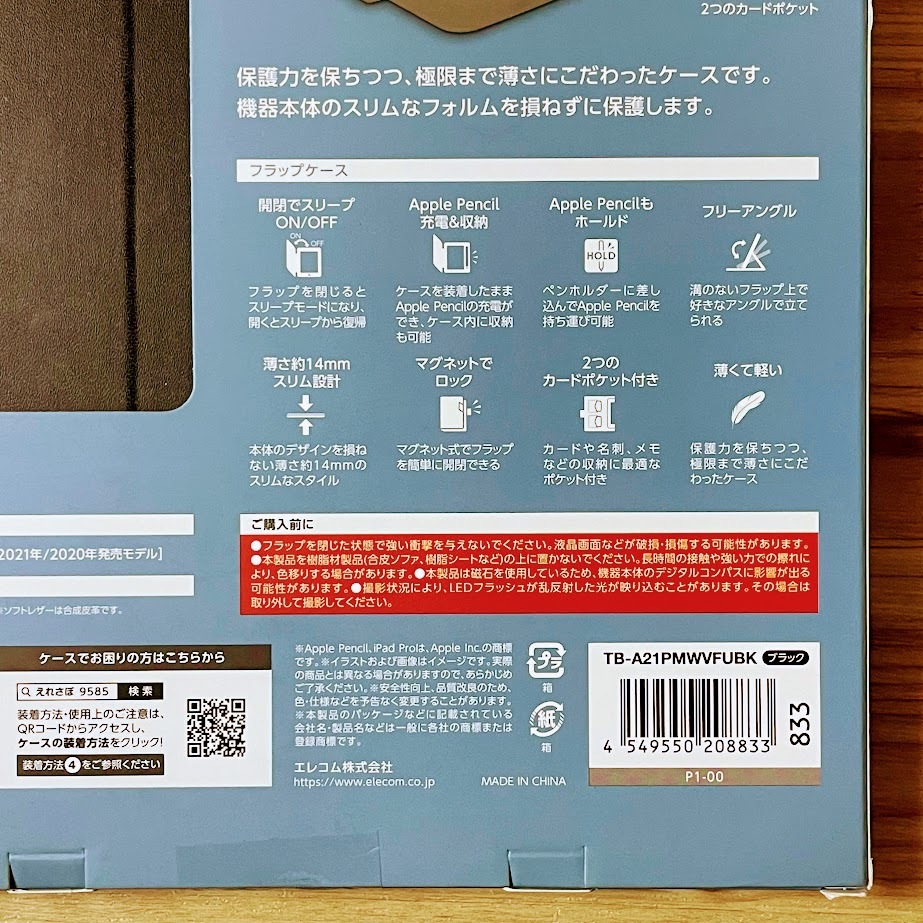 2つのカードポケット
保護力を保ちつつ、極限まで薄さにこだわったケースです。
機器本体のスリムなフォルムを損ねずに保護します。
フラップケース
開閉でスリープ
ON/OFF
ON
OFF
フラップを閉じると
スリープモードになり、
開くとスリープから復帰
Apple Pencil
充電&収納
ケースを装着したまま
Apple Pencilの充電が
でき、ケース内に収納
も可能
Apple Pencilも
ホールド
HOLD
ペンホルダーに差し
込んでApple Pencilを
持ち運び可能
フリーアングル
溝のないフラップ上で
好きなアングルで立て
られる
薄さ約14mm
スリム設計
本体のデザインを損ね
ない薄さ約14mmの
スリムなスタイル
マグネットで
ロック
マグネット式でフラップ
を簡単に開閉できる
2つの
カードポケット付き
カードや名刺、メモ
などの収納に最適な
ポケット付き
薄くて軽い
保護力を保ちつつ、
極限まで薄さにこだ
わったケース
2021年/2020年発売モデル]
※ソフトレザーは合成皮革です。
ご購入前に
●フラップを閉じた状態で強い衝撃を与えないでください。液晶画面などが破損・損傷する可能性があります。
●本製品を樹脂材製品(合皮ソファ、樹脂シートなど)の上に置かないでください。長時間の接触や強い力での擦れに
より、色移りする場合があります。●本製品は磁石を使用しているため、機器本体のデジタルコンパスに影響が出る
可能性があります。●撮影状況により、LEDフラッシュが乱反射した光が映り込むことがあります。その場合は
取り外して撮影してください。
ケースでお困りの方はこちらから
えれさぽ 9585 検索
装着方法・使用上のご注意は、
QRコードからアクセスし、
ケースの装着方法をクリック!
装着方法4をご参照ください
※Apple Pencil、iPad Proは、Apple Inc.の商標
です。※イラストおよび画像はイメージです。実際
の商品とは異なる場合がありますので、あらかじめ
ご了承ください。※安全性向上、品質改良のため、
色・仕様などを予告なく変更することがあります。
※本製品のパッケージなどに記載されている
会社名・製品名などは一般に各社の商標または
登録商標です。
エレコム株式会社
https://www.elecom.co.jp
MADE IN CHINA
プラ
箱
紙
箱
TB-A21PMWVFUBK ブラック
4 549550 208833
833
P1-00